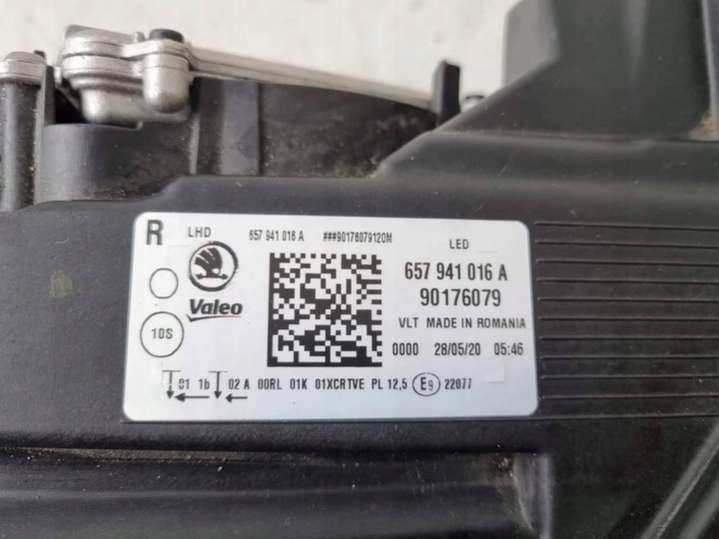 R LHD 657 941 016 A ###90176079120M LED
657 941 016 A
Valeo 90176079
VLT MADE IN ROMANIA
10S 0000 28/05/20 05:46
01 1b 02 A 00RL 01K 01XCRTVE PL 12,5 E9 22077